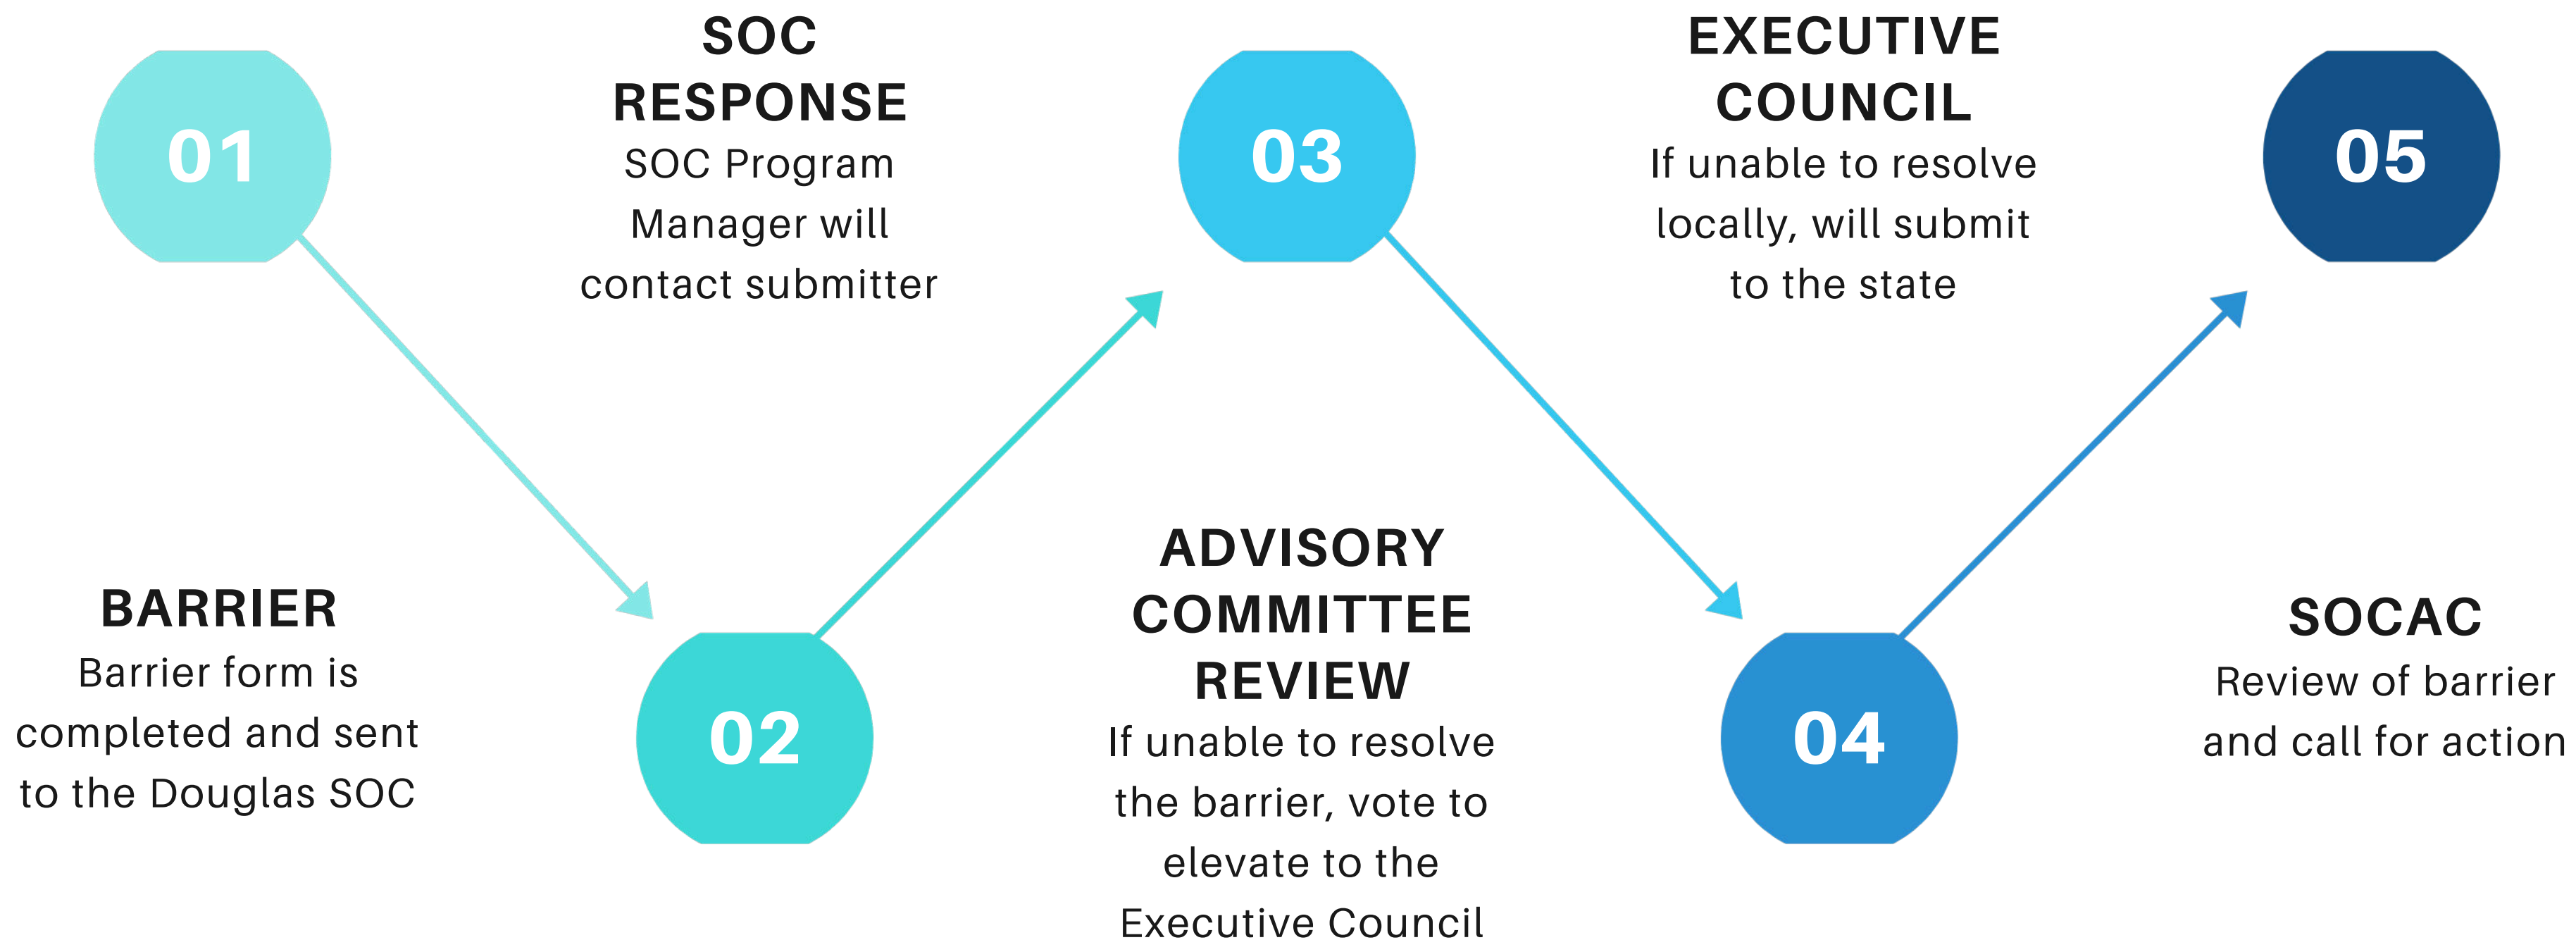 01
BARRIER
Barrier form is
completed and sent
to the Douglas SOC
SOC
RESPONSE
SOC Program
Manager will
contact submitter
02
03
ADVISORY
COMMITTEE
REVIEW
If unable to resolve
the barrier, vote to
elevate to the
Executive Council
EXECUTIVE
COUNCIL
If unable to resolve
locally, will submit
to the state
04
05
SOCAC
Review of barrier
and call for action